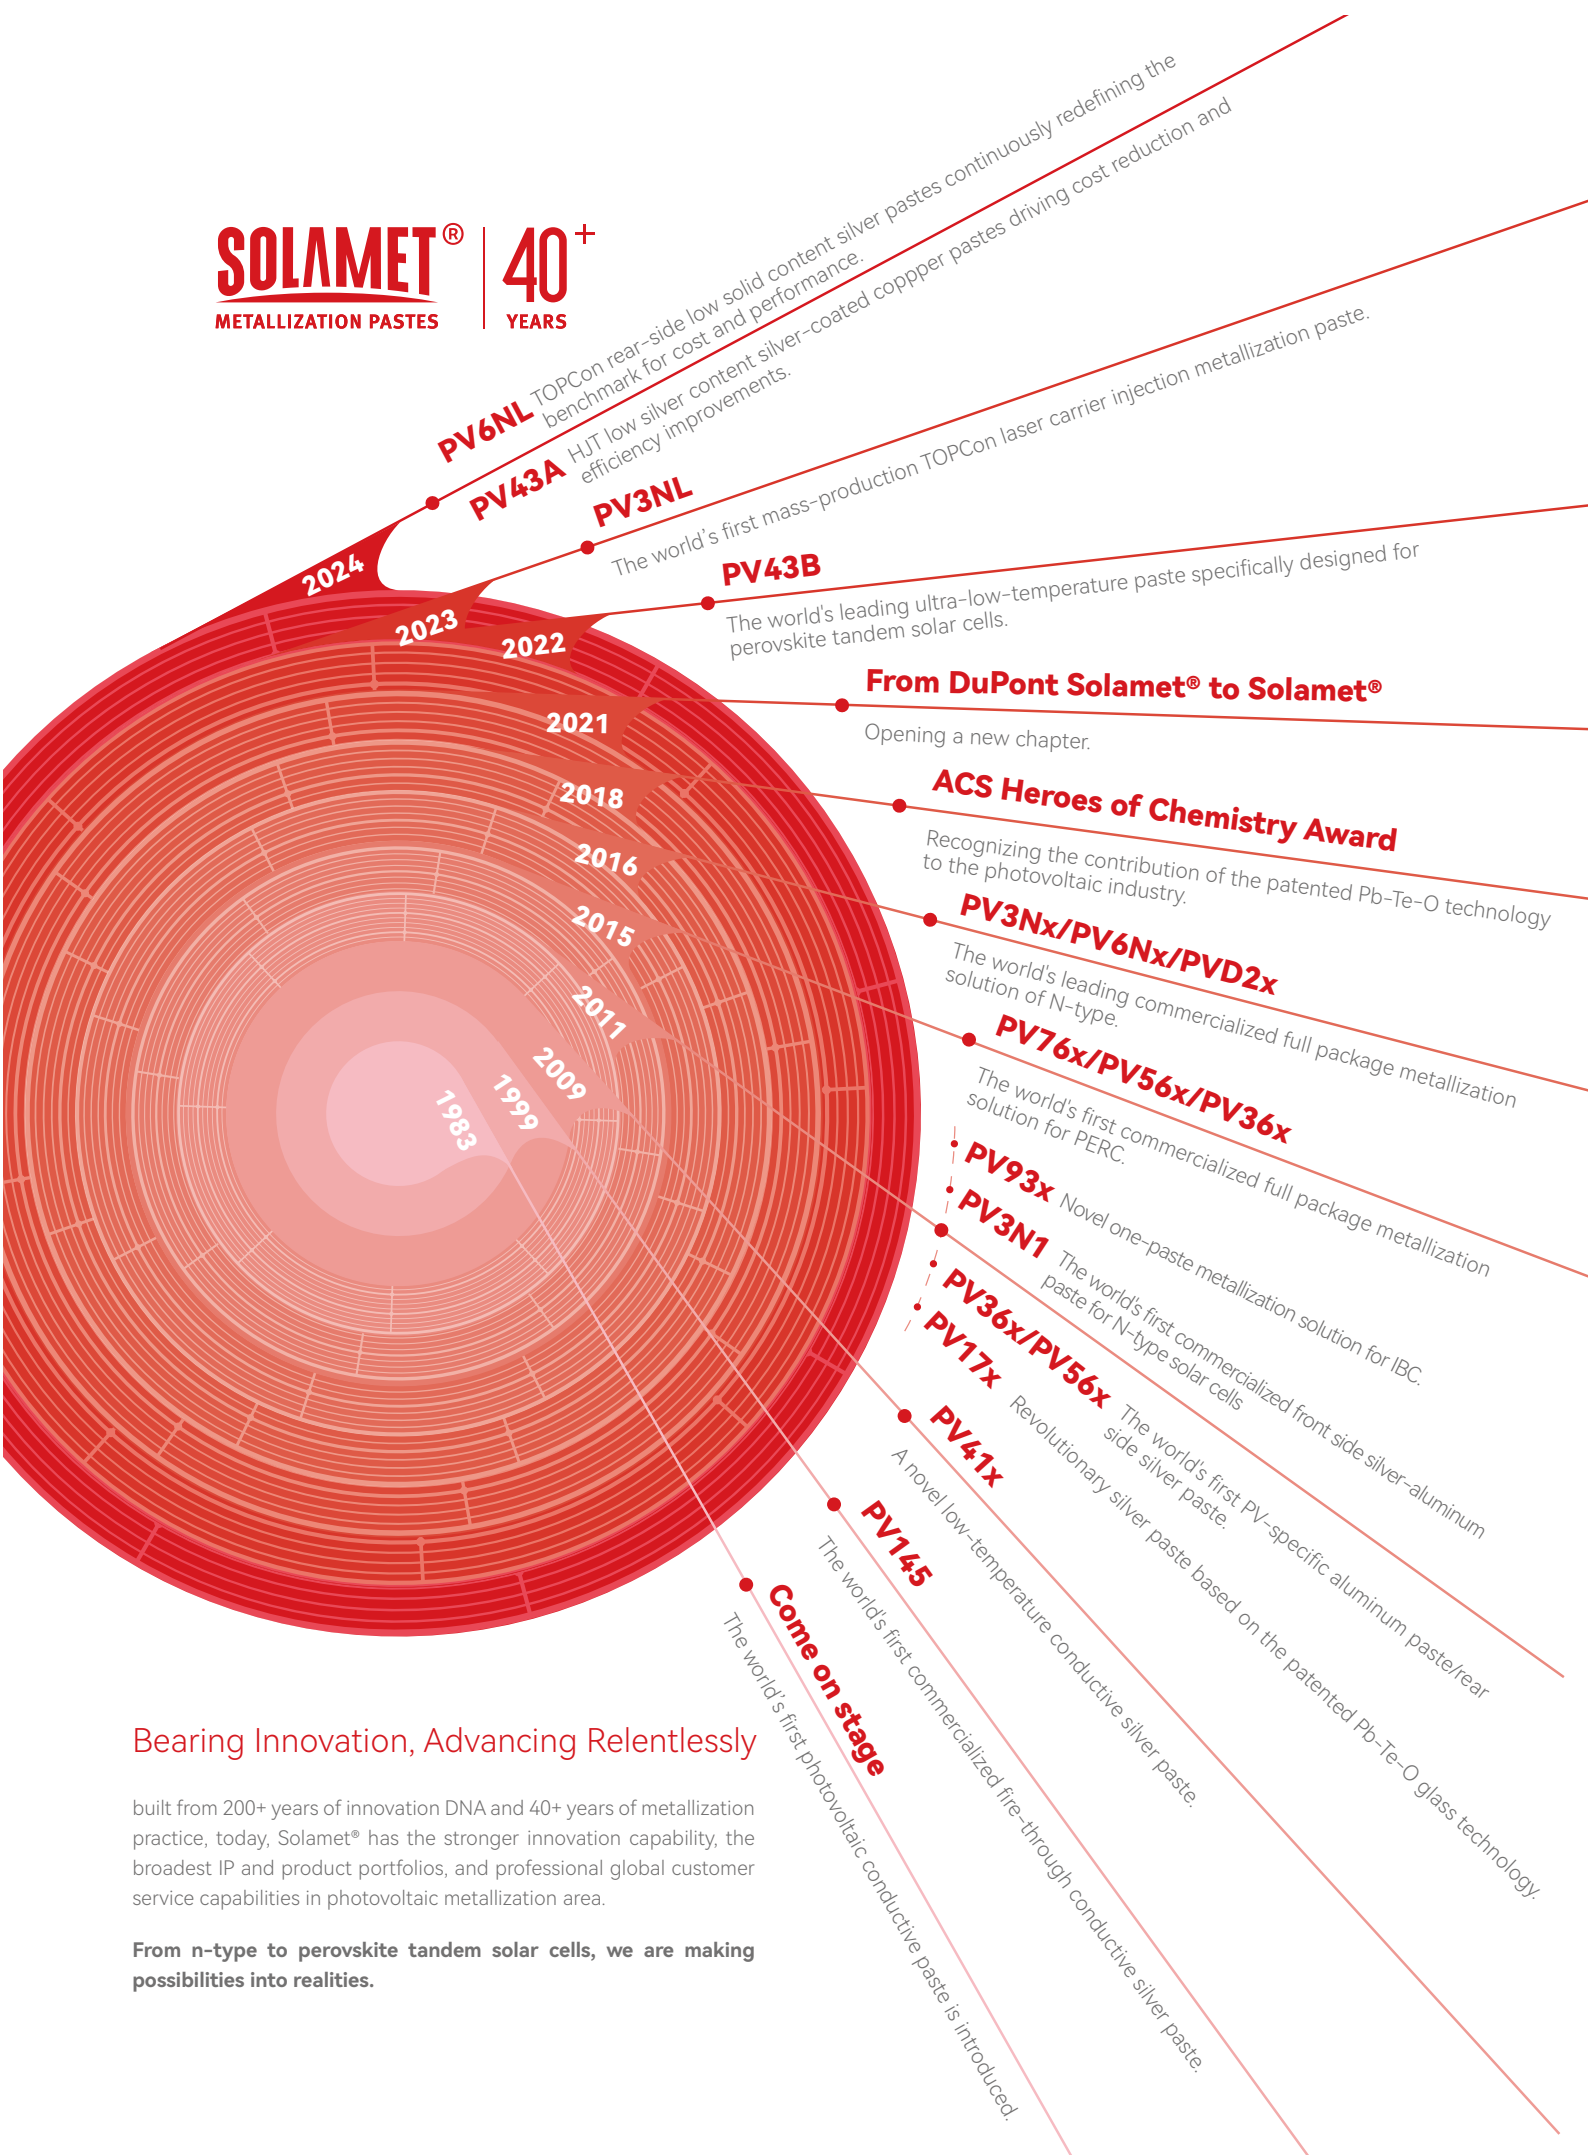 SOLAMET®
METALLIZATION PASTES
40+
YEARS
2024
PV6NL
TOPCon rear-side low solid content silver pastes continuously redefining the
benchmark for cost and performance.
PV43A
HJT low silver content silver-coated coppper pastes driving cost reduction and
efficiency improvements.
2023
PV3NL
The world's first mass-production TOPCon laser carrier injection metallization paste.
2022
PV43B
The world's leading ultra-low-temperature paste specifically designed for
perovskite tandem solar cells.
2021
From DuPont Solamet® to Solamet®
Opening a new chapter.
2018
ACS Heroes of Chemistry Award
Recognizing the contribution of the patented Pb-Te-O technology
to the photovoltaic industry.
2016
PV3Nx/PV6Nx/PVD2x
The world's leading commercialized full package metallization
solution of N-type.
2015
PV76x/PV56x/PV36x
The world's first commercialized full package metallization
solution for PERC.
2011
PV93x
Novel one-paste metallization solution for IBC.
PV3N1
The world's first commercialized front side silver-aluminum
paste for N-type solar cells
PV36x/PV56x
The world's first PV-specific aluminum paste/rear
side silver paste.
PV17x
Revolutionary silver paste based on the patented Pb-Te-O glass technology.
2009
PV41x
A novel low-temperature conductive silver paste.
1999
PV145
The world's first commercialized fire-through conductive silver paste.
1983
Come on stage
The world's first photovoltaic conductive paste is introduced.
Bearing Innovation, Advancing Relentlessly
built from 200+ years of innovation DNA and 40+ years of metallization
practice, today, Solamet® has the stronger innovation capability, the
broadest IP and product portfolios, and professional global customer
service capabilities in photovoltaic metallization area.
From n-type to perovskite tandem solar cells, we are making
possibilities into realities.